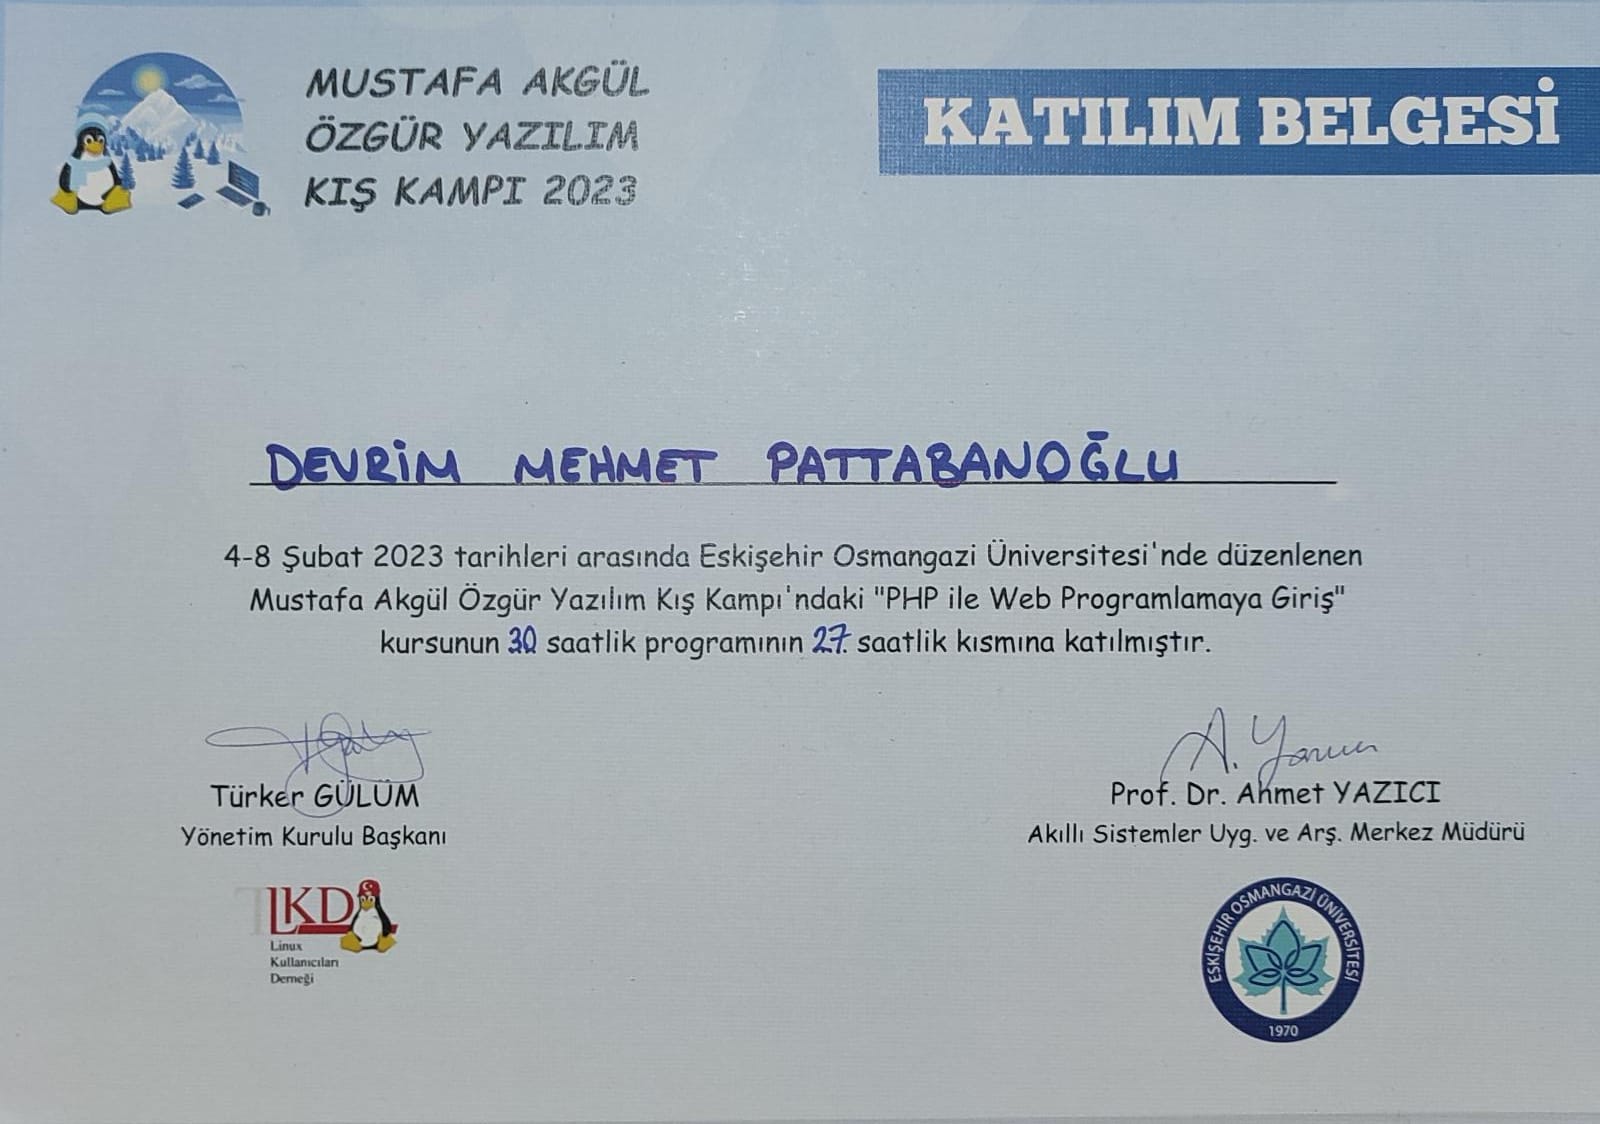 MUSTAFA AKGÜL
ÖZGÜR YAZILIM
KIŞ KAMPI 2023
KATILIM BELGESİ
DEVRİM MEHMET PATTABANOĞLU
4-8 Şubat 2023 tarihleri arasında Eskişehir Osmangazi Üniversitesi'nde düzenlenen
Mustafa Akgül Özgür Yazılım Kış Kampı'ndaki "PHP ile Web Programlamaya Giriş"
kursunun 30 saatlik programının 27 saatlik kısmına katılmıştır.
A. Yazıcı
Türker GÜLÜM
Yönetim Kurulu Başkanı
Prof. Dr. Ahmet YAZICI
Akıllı Sistemler Uyg. ve Arş. Merkez Müdürü
LKD
Linux
Kullanıcıları
Derneği
ESKİŞEHİR OSMANGAZİ ÜNİVERSİTESİ
1970